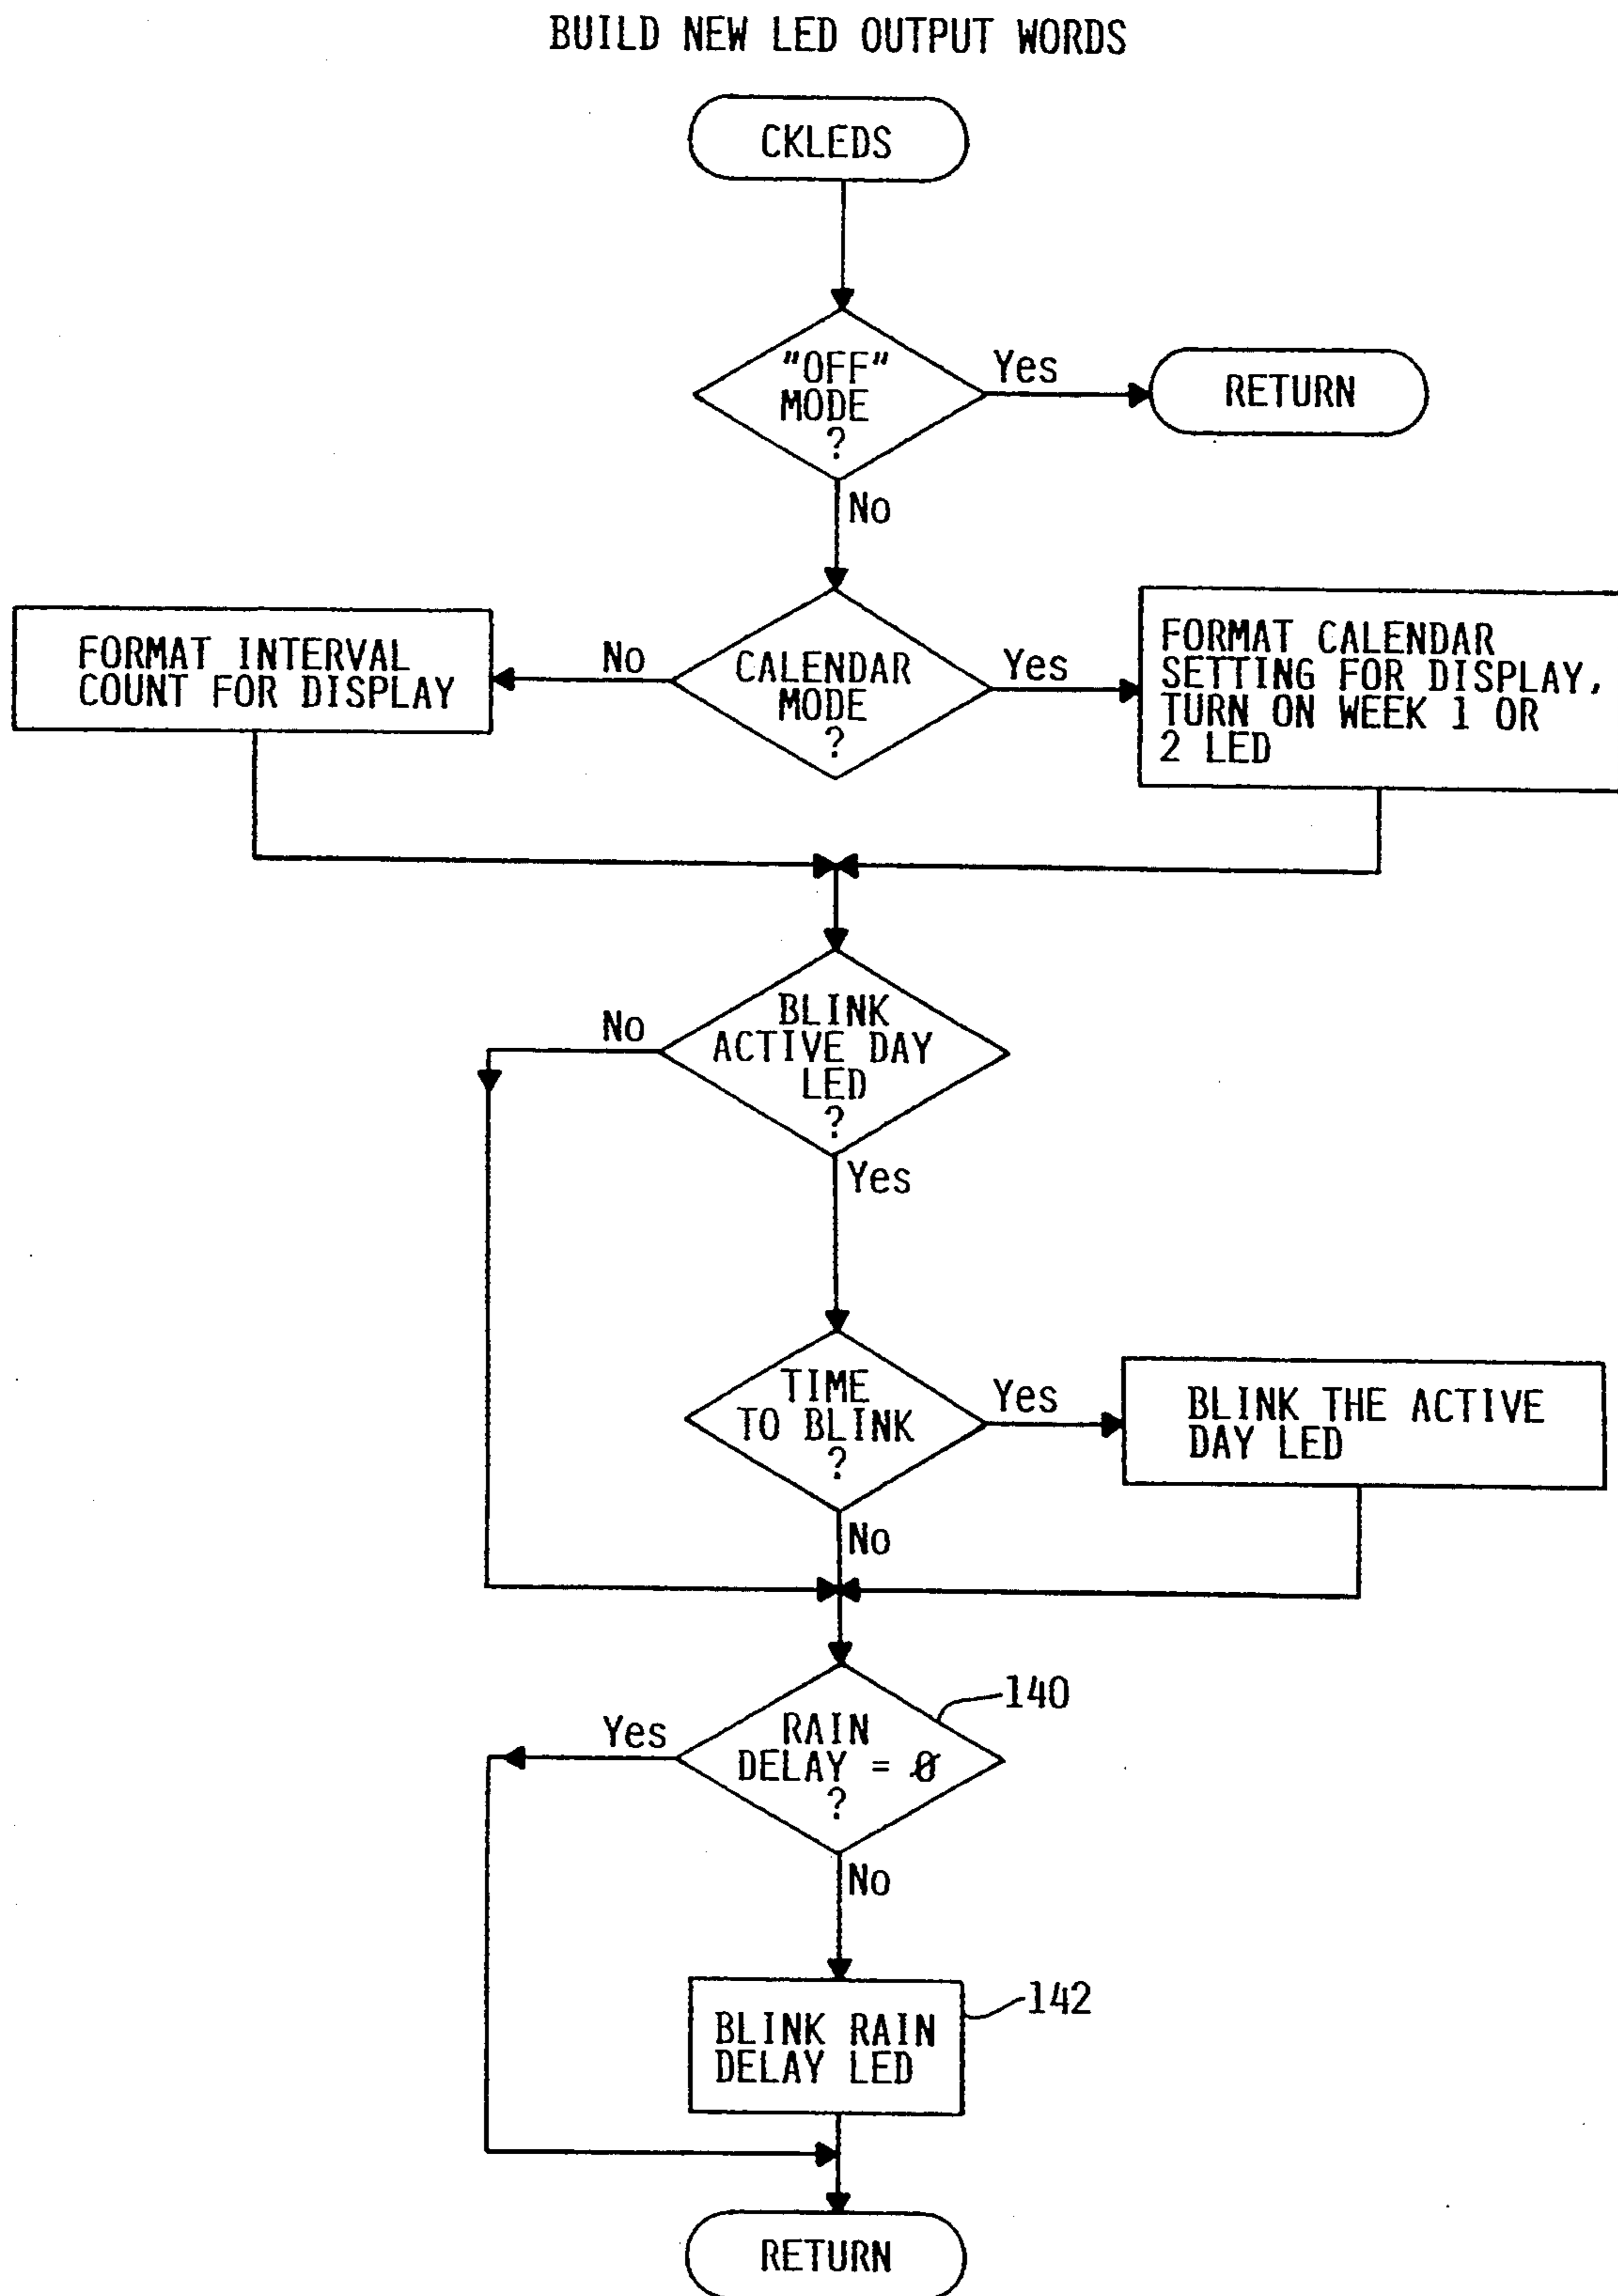 BUILD NEW LED OUTPUT WORDS
CKLEDS
"OFF"
MODE
?
Yes
RETURN
No
FORMAT INTERVAL
COUNT FOR DISPLAY
No
CALENDAR
MODE
?
Yes
FORMAT CALENDAR
SETTING FOR DISPLAY,
TURN ON WEEK 1 OR
2 LED
No
BLINK
ACTIVE DAY
LED
?
Yes
TIME
TO BLINK
?
Yes
BLINK THE ACTIVE
DAY LED
No
140
Yes
RAIN
DELAY = 0̸
?
No
142
BLINK RAIN
DELAY LED
RETURN